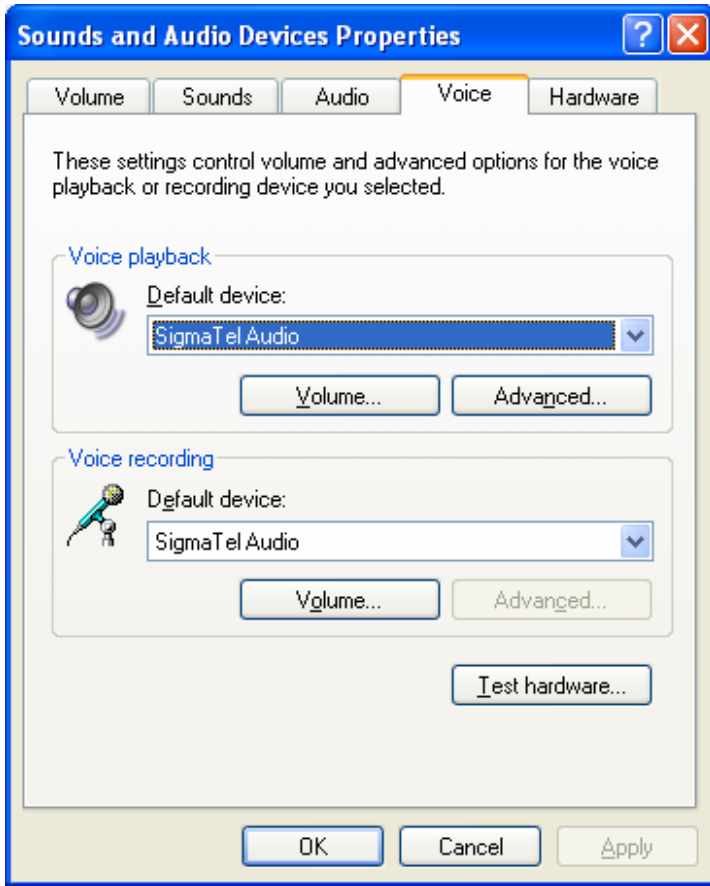 Sounds and Audio Devices Properties
?
Volume
Sounds
Audio
Voice
Hardware
These settings control volume and advanced options for the voice
playback or recording device you selected.
Voice playback
Default device:
SigmaTel Audio
Volume...
Advanced...
Voice recording
Default device:
SigmaTel Audio
Volume...
Advanced...
Test hardware...
OK
Cancel
Apply